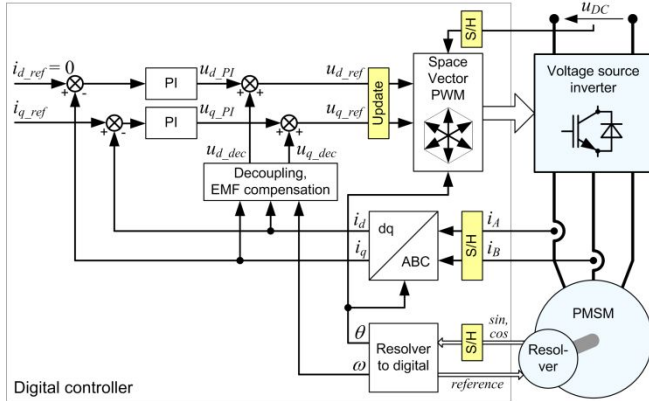 u_DC
S/H
i_d_ref = 0
+
-
PI
u_d_PI
+
+
u_d_ref
Space
Vector
PWM
Voltage source
inverter
i_q_ref
+
-
PI
u_q_PI
+
+
u_q_ref
Update
u_d_dec
u_q_dec
Decoupling,
EMF compensation
i_d
i_q
dq
ABC
S/H
i_A
i_B
PMSM
θ
ω
Resolver
to digital
S/H
sin,
cos
reference
Resol-
ver
Digital controller